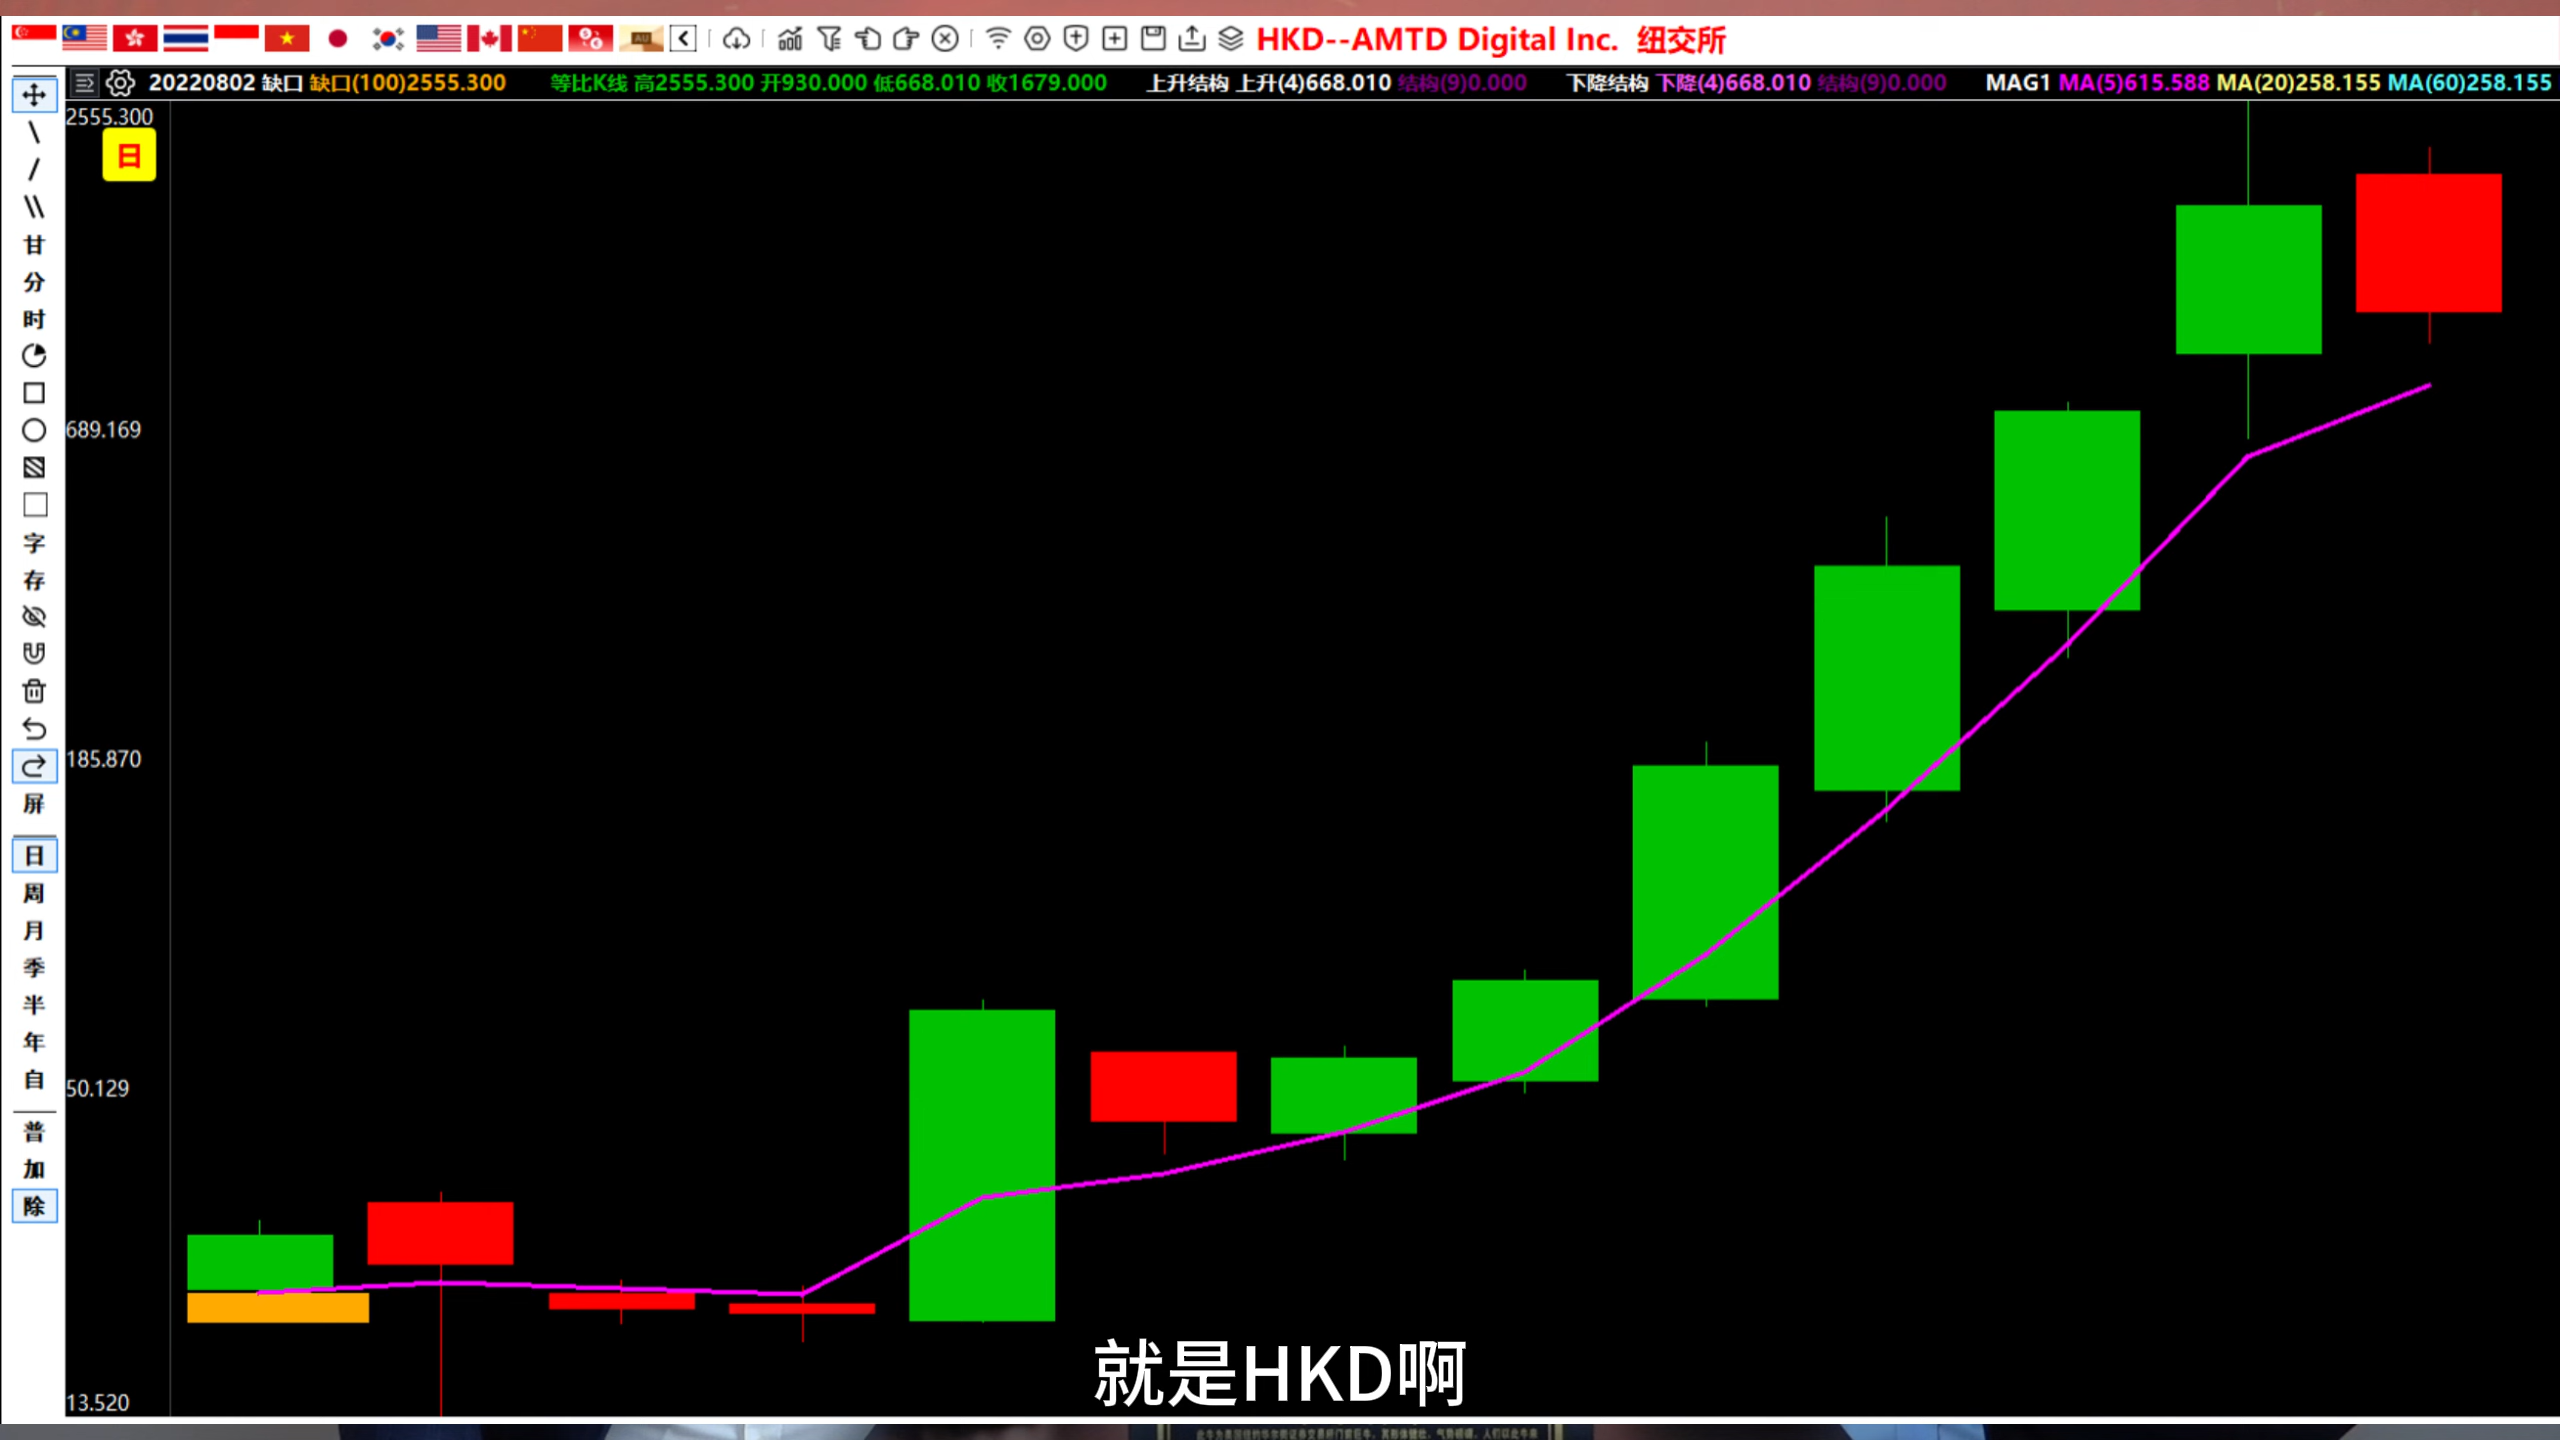 HKD--AMTD Digital Inc. 纽交所
20220802 缺口 缺口(100)2555.300 等比K线 高2555.300 开930.000 低668.010 收1679.000 上升结构 上升(4)668.010 结构(9)0.000 下降结构 下降(4)668.010 结构(9)0.000 MAG1 MA(5)615.588 MA(20)258.155 MA(60)258.155
2555.300
日
甘
分
时
689.169
字
存
185.870
屏
日
周
月
季
半
年
自
50.129
普
加
除
13.520
就是HKD啊